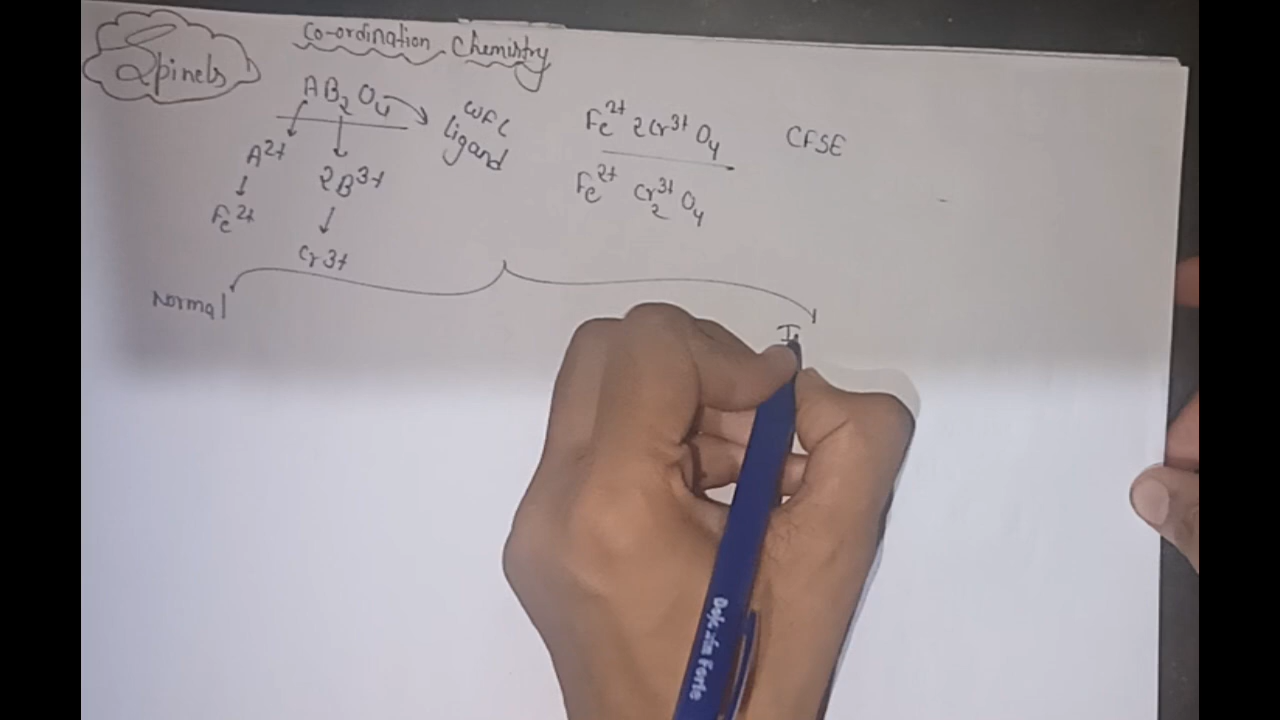 Spinels
Co-ordination Chemistry
AB₂O₄
WFL
ligand
A²⁺
2B³⁺
Fe²⁺
Cr³⁺
Fe²⁺ 2Cr³⁺ O₄
Fe²⁺ Cr₂³⁺ O₄
CFSE
Normal
I
Forte